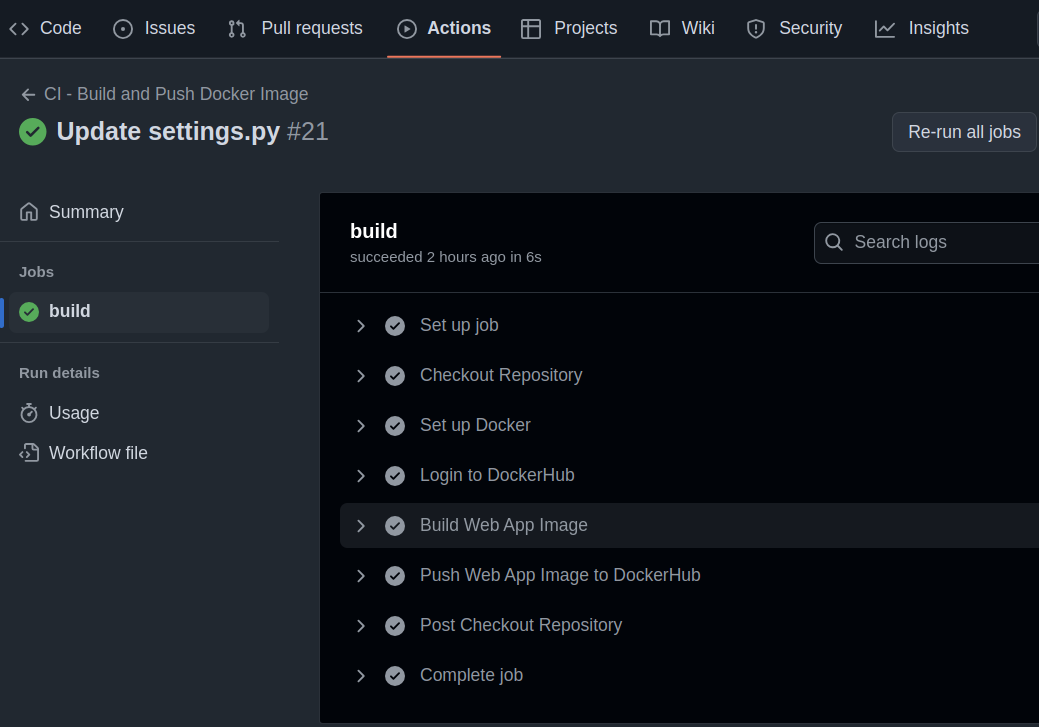 Code Issues Pull requests Actions Projects Wiki Security Insights
CI - Build and Push Docker Image
Update settings.py #21
Re-run all jobs
Summary
Jobs
build
Run details
Usage
Workflow file
build
succeeded 2 hours ago in 6s
Search logs
Set up job
Checkout Repository
Set up Docker
Login to DockerHub
Build Web App Image
Push Web App Image to DockerHub
Post Checkout Repository
Complete job